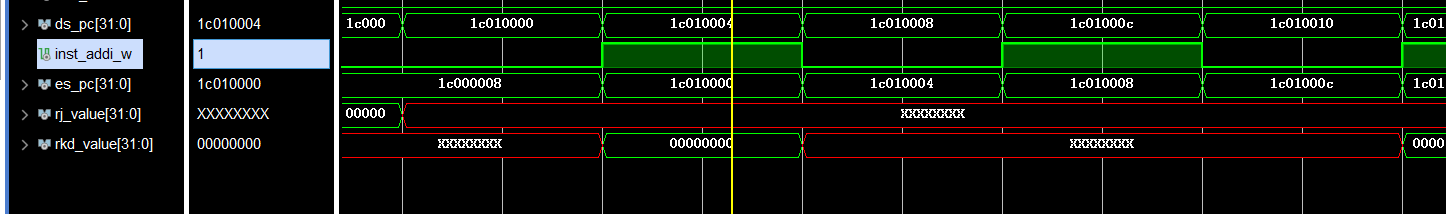 ds_pc[31:0] 1c010004 1c000 1c010000 1c010004 1c010008 1c01000c 1c010010 1c01
inst_addi_w 1
es_pc[31:0] 1c010000 1c000008 1c010000 1c010004 1c010008 1c01000c 1c01
rj_value[31:0] XXXXXXXX 00000 XXXXXXXX
rkd_value[31:0] 00000000 XXXXXXXX 00000000 XXXXXXXX 0000